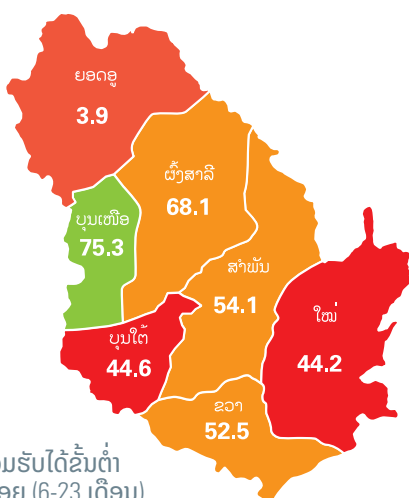 ຍອດອູ
3.9
ຜົ້ງສາລີ
68.1
ບຸນເໜືອ
75.3
ສຳພັນ
54.1
ໃໝ່
44.2
ບຸນໃຕ້
44.6
ຂວາ
52.5
ມຮັບໄດ້ຂັ້ນຕ່ຳ
ອຍ (6-23 ເດືອນ)